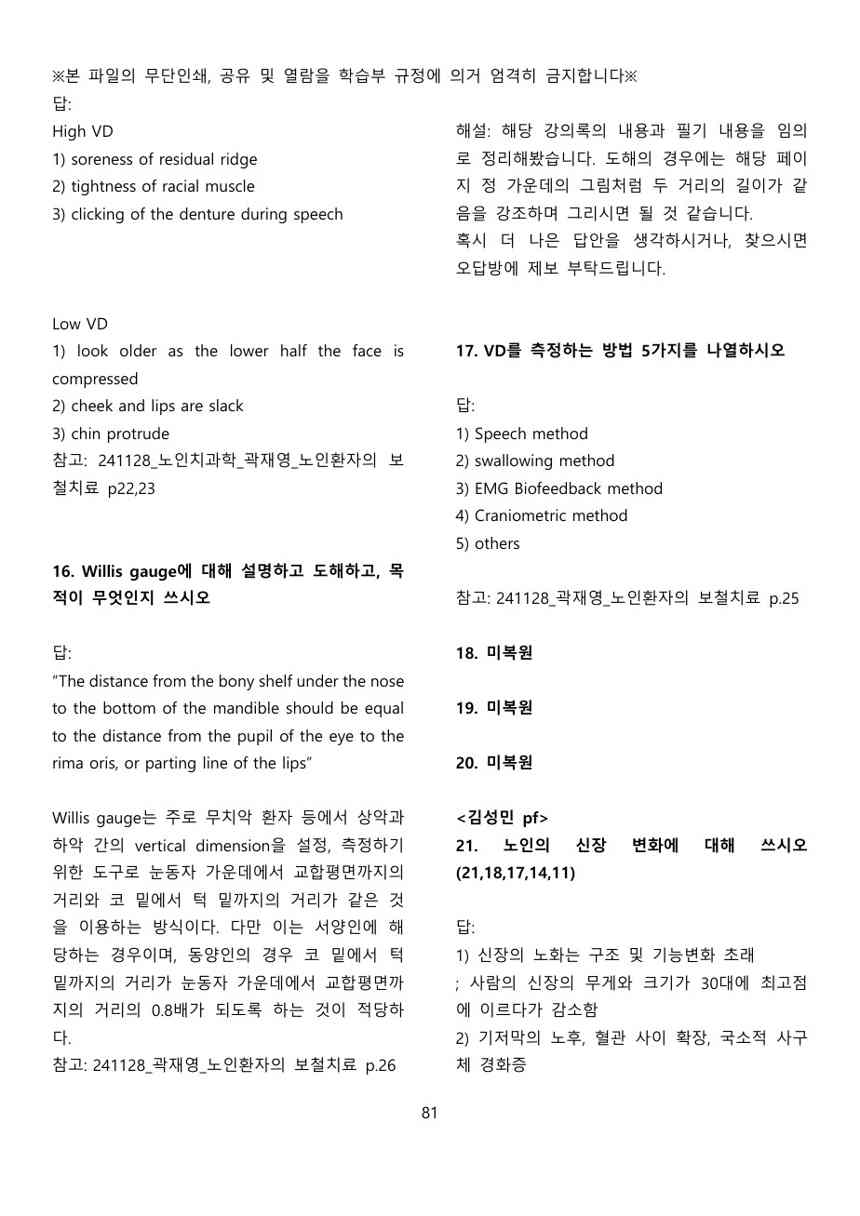 ※본 파일의 무단인쇄, 공유 및 열람을 학습부 규정에 의거 엄격히 금지합니다※
답:
High VD
1) soreness of residual ridge
2) tightness of racial muscle
3) clicking of the denture during speech
Low VD
1) look older as the lower half the face is
compressed
2) cheek and lips are slack
3) chin protrude
참고: 241128_노인치과학_곽재영_노인환자의 보
철치료 p22,23
16. Willis gauge에 대해 설명하고 도해하고, 목
적이 무엇인지 쓰시오
답:
“The distance from the bony shelf under the nose
to the bottom of the mandible should be equal
to the distance from the pupil of the eye to the
rima oris, or parting line of the lips”
Willis gauge는 주로 무치악 환자 등에서 상악과
하악 간의 vertical dimension을 설정, 측정하기
위한 도구로 눈동자 가운데에서 교합평면까지의
거리와 코 밑에서 턱 밑까지의 거리가 같은 것
을 이용하는 방식이다. 다만 이는 서양인에 해
당하는 경우이며, 동양인의 경우 코 밑에서 턱
밑까지의 거리가 눈동자 가운데에서 교합평면까
지의 거리의 0.8배가 되도록 하는 것이 적당하
다.
참고: 241128_곽재영_노인환자의 보철치료 p.26
해설: 해당 강의록의 내용과 필기 내용을 임의
로 정리해봤습니다. 도해의 경우에는 해당 페이
지 정 가운데의 그림처럼 두 거리의 길이가 같
음을 강조하며 그리시면 될 것 같습니다.
혹시 더 나은 답안을 생각하시거나, 찾으시면
오답방에 제보 부탁드립니다.
17. VD를 측정하는 방법 5가지를 나열하시오
답:
1) Speech method
2) swallowing method
3) EMG Biofeedback method
4) Craniometric method
5) others
참고: 241128_곽재영_노인환자의 보철치료 p.25
18. 미복원
19. 미복원
20. 미복원
<김성민 pf>
21. 노인의 신장 변화에 대해 쓰시오
(21,18,17,14,11)
답:
1) 신장의 노화는 구조 및 기능변화 초래
; 사람의 신장의 무게와 크기가 30대에 최고점
에 이르다가 감소함
2) 기저막의 노후, 혈관 사이 확장, 국소적 사구
체 경화증
81